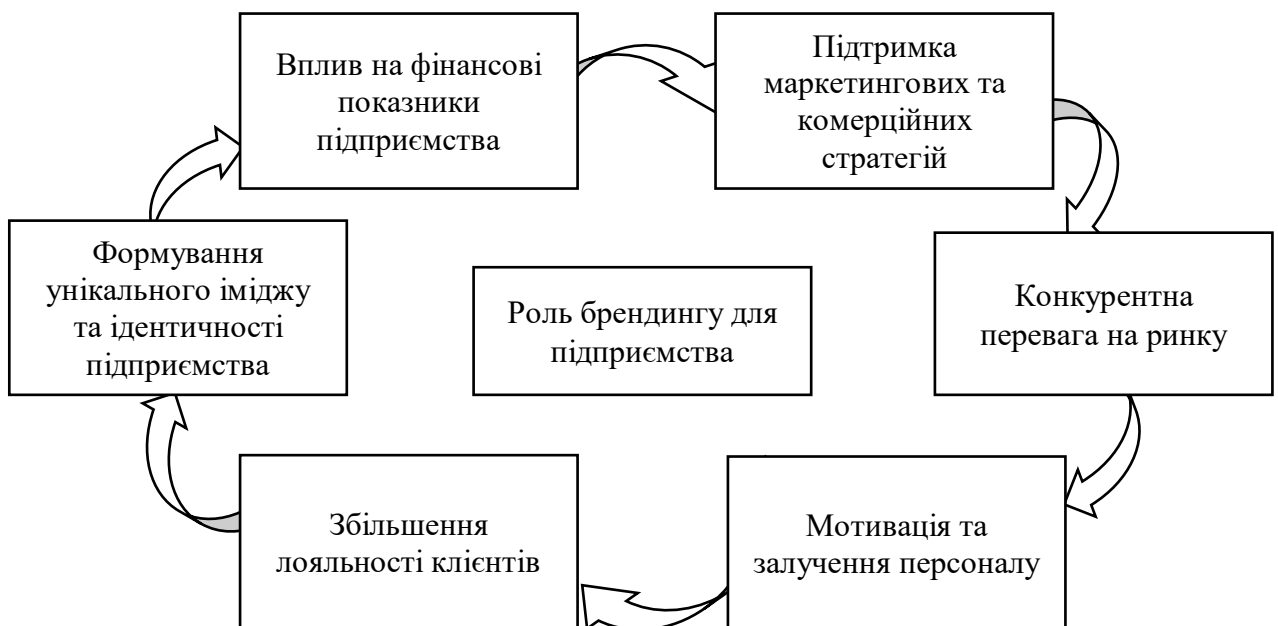 Вплив на фінансові
показники
підприємства
Підтримка
маркетингових та
комерційних
стратегій
Формування
унікального іміджу
та ідентичності
підприємства
Роль брендингу для
підприємства
Конкурентна
перевага на ринку
Збільшення
лояльності клієнтів
Мотивація та
залучення персоналу